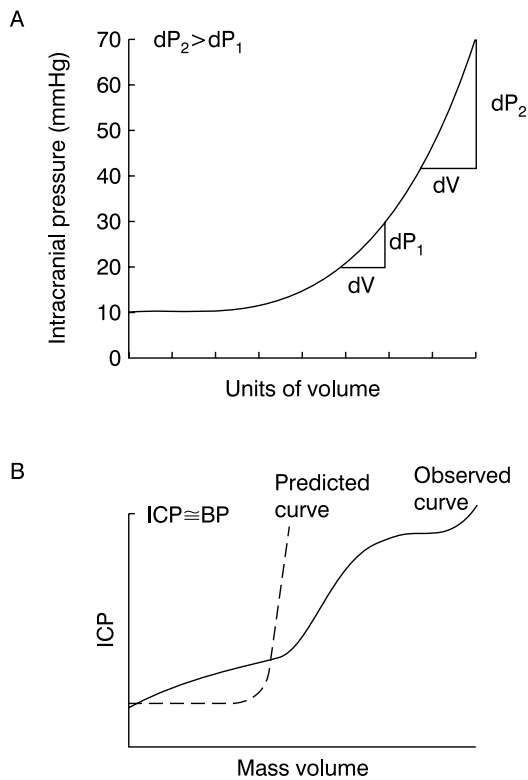 A
dP₂>dP₁
Intracranial pressure (mmHg)
70
60
50
40
30
20
10
0
dP₂
dV
dP₁
dV
Units of volume
B
ICP≅BP
Predicted
curve
Observed
curve
ICP
Mass volume